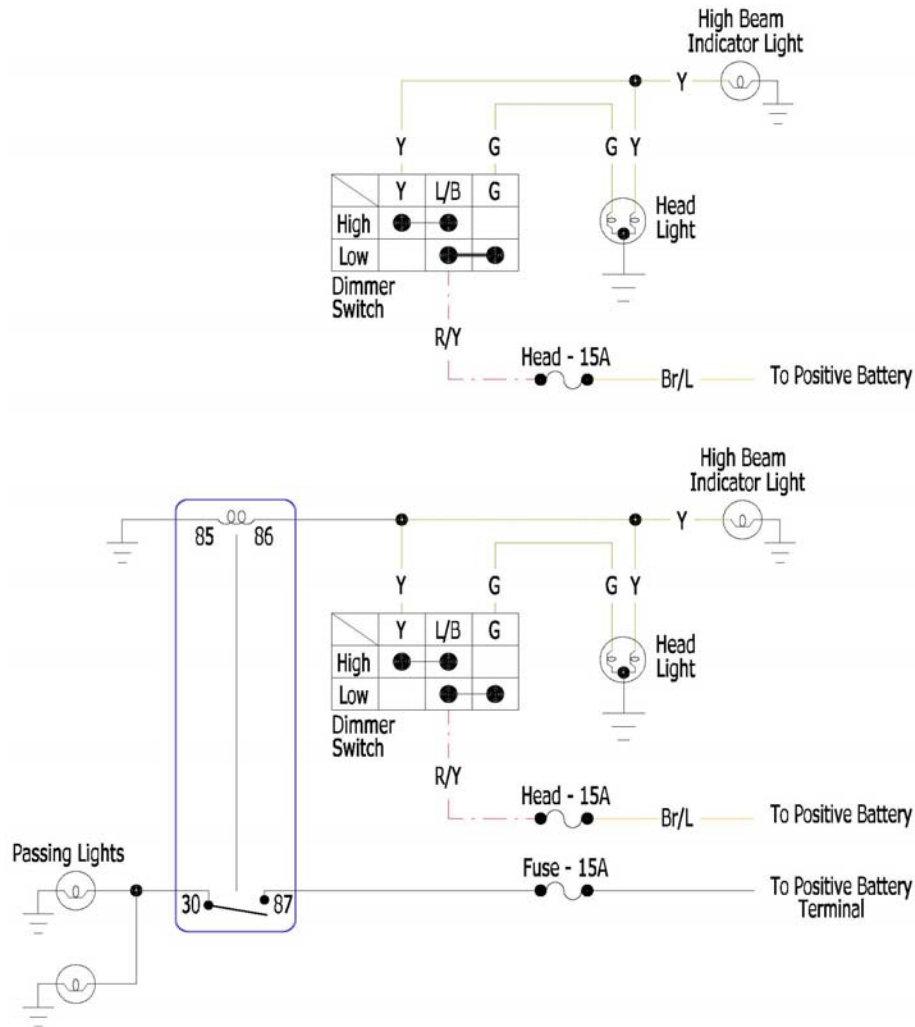 High Beam
Indicator Light
Y
Y G G Y
Y L/B G
High
Low
Head
Light
Dimmer
Switch
R/Y
Head - 15A
Br/L To Positive Battery
High Beam
Indicator Light
85 86
Y
Y G G Y
Y L/B G
High
Low
Head
Light
Dimmer
Switch
R/Y
Head - 15A
Br/L To Positive Battery
Passing Lights
Fuse - 15A
30 87
To Positive Battery
Terminal